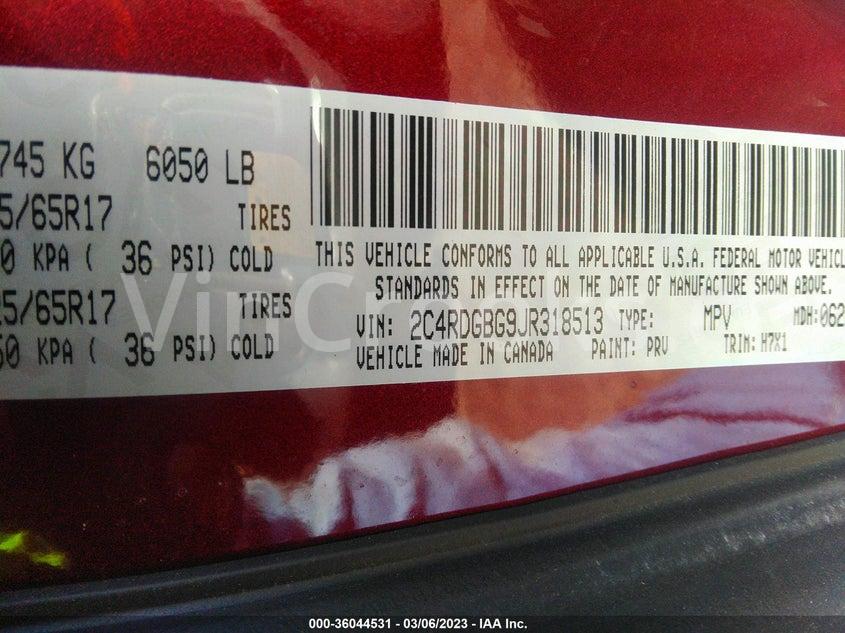 745 KG 6050 LB
5/65R17 TIRES
0 KPA ( 36 PSI) COLD
5/65R17 TIRES
50 KPA ( 36 PSI) COLD
THIS VEHICLE CONFORMS TO ALL APPLICABLE U.S.A. FEDERAL MOTOR VEHICL
STANDARDS IN EFFECT ON THE DATE OF MANUFACTURE SHOWN ABOVE.
VIN: 2C4RDGBG9JR318513 TYPE: MPV MDH:062
VEHICLE MADE IN CANADA PAINT: PRV TRIM: H7X1
000-36044531 - 03/06/2023 - IAA Inc.